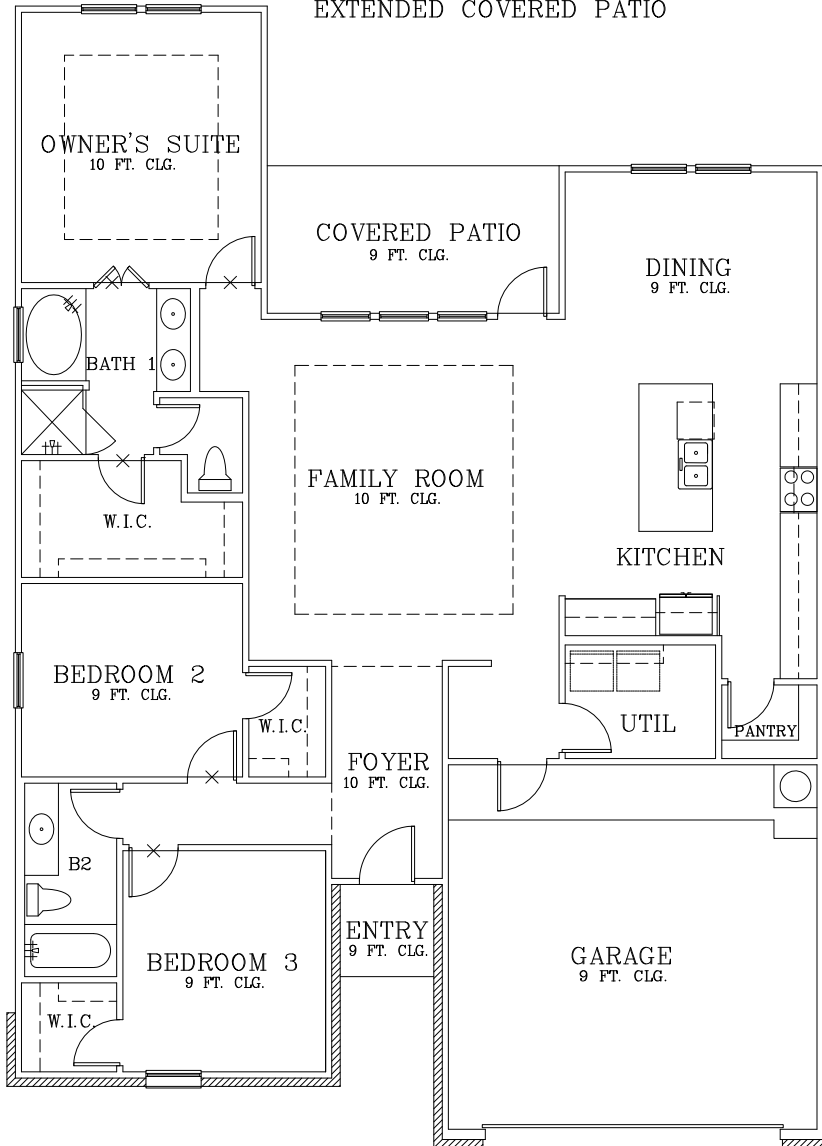 EXTENDED COVERED PATIO
OWNER'S SUITE
10 FT. CLG.
COVERED PATIO
9 FT. CLG.
DINING
9 FT. CLG.
BATH 1
FAMILY ROOM
10 FT. CLG.
W.I.C.
KITCHEN
BEDROOM 2
9 FT. CLG.
W.I.C.
UTIL
PANTRY
FOYER
10 FT. CLG.
B2
ENTRY
9 FT. CLG.
BEDROOM 3
9 FT. CLG.
GARAGE
9 FT. CLG.
W.I.C.